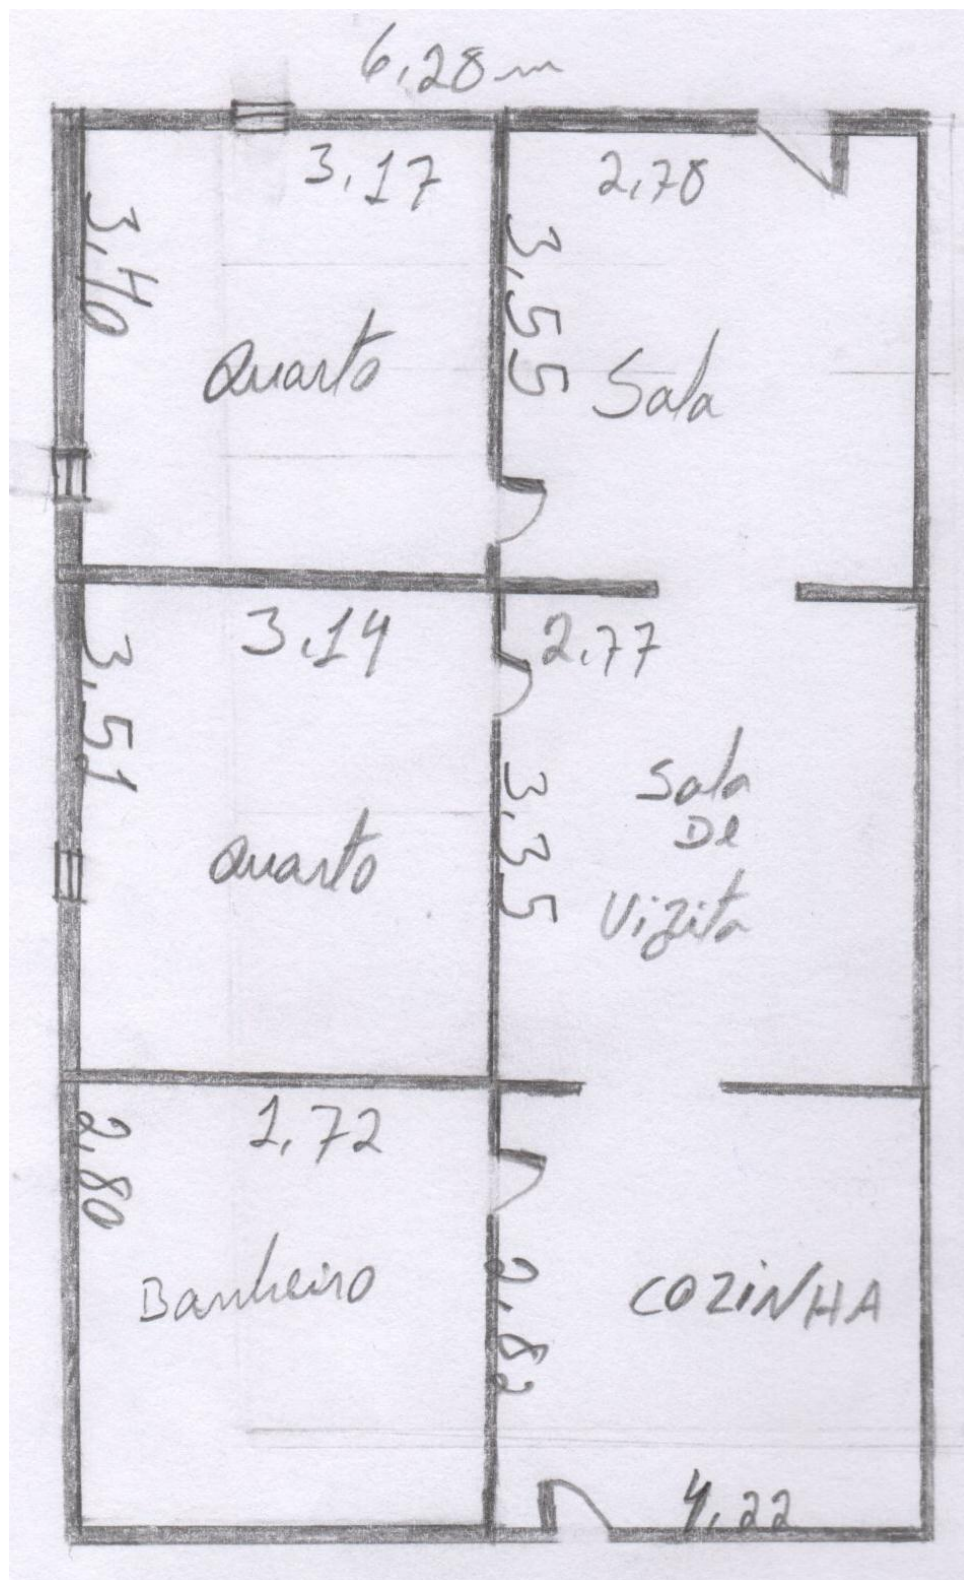 6,28m
3,17
2,78
3,40
3,55
Quarto
Sala
3,14
2,77
3,51
3,35
Sala
De
Vizita
Quarto
1,72
2,80
Banheiro
2,82
COZINHA
4,22